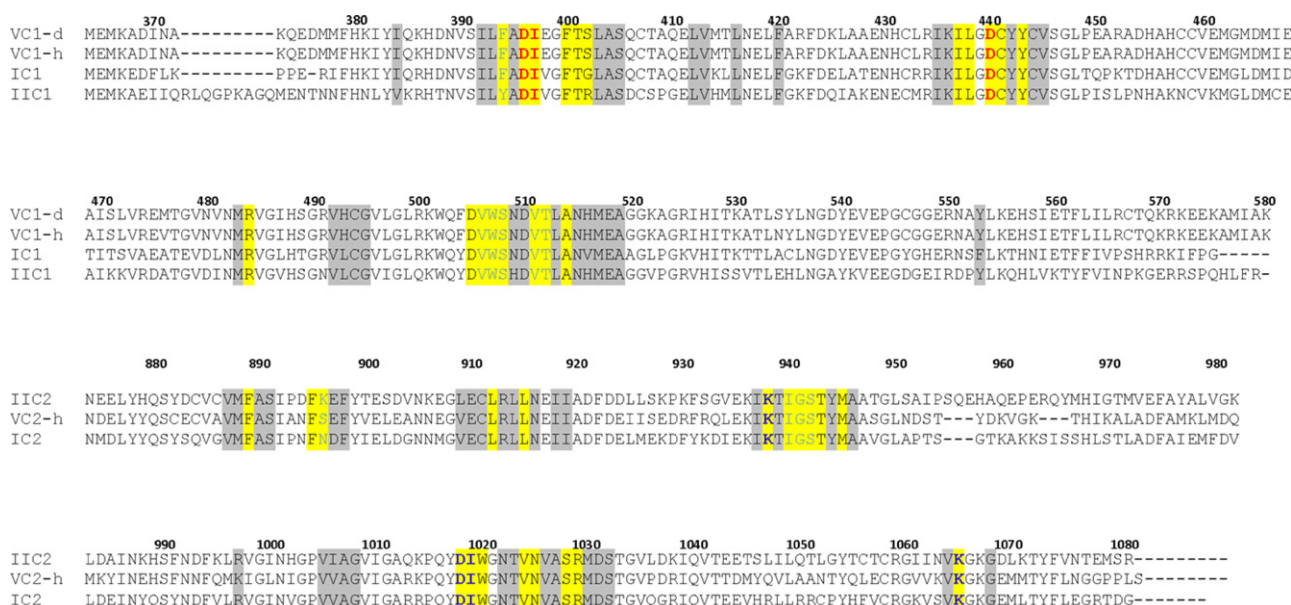 370 380 390 400 410 420 430 440 450 460
VC1-d MEMKADINA---------KQEDMMFHKIYIQKHDNVSILFADIEGFTSLASQCTAQELVMTLNELFARFDKLAAENHCLRIKILGDCYYCVSGLPEARADHAHCCVEMGMDMIE
VC1-h MEMKADINA---------KQEDMMFHKIYIQKHDNVSILFADIEGFTSLASQCTAQELVMTLNELFARFDKLAAENHCLRIKILGDCYYCVSGLPEARADHAHCCVEMGMDMIE
IC1 MEMKEDFLK---------PPE-RIFHKIYIQRHDNVSILFADIVGFTGLASQCTAQELVKLLNELFGKFDELATENHCRRIKILGDCYYCVSGLTQPKTDHAHCCVEMGLDMID
IIC1 MEMKAEIIQRLQGPKAGQMENTNNFHNLYVKRHTNVSILYADIVGFTRLASDCSPGELVHMLNELFGKFDQIAKENECMRIKILGDCYYCVSGLPISLPNHAKNCVKMGLDMCE
470 480 490 500 510 520 530 540 550 560 570 580
VC1-d AISLVREMTGVNVNMRVGIHSGRVHCGVLGLRKWQFDVWSNDVTLANHMEAGGKAGRIHITKATLSYLNGDYEVEPGCGGERNAYLKEHSIETFLILRCTQKRKEEKAMIAK
VC1-h AISLVREVTGVNVNMRVGIHSGRVHCGVLGLRKWQFDVWSNDVTLANHMEAGGKAGRIHITKATLNYLNGDYEVEPGCGGERNAYLKEHSIETFLILRCTQKRKEEKAMIAK
IC1 TITSVAEATEVDLNMRVGLHTGRVLCGVLGLRKWQYDVWSNDVTLANVMEAAGLPGKVHITKTTLACLNGDYEVEPGYGHERNSFLKTHNIETFFIVPSHRRKIFPG-----
IIC1 AIKKVRDATGVDINMRVGVHSGNVLCGVIGLQKWQYDVWSHDVTLANHMEAGGVPGRVHISSVTLEHLNGAYKVEEGDGEIRDPYLKQHLVKTYFVINPKGERRSPQHLFR-
880 890 895 900 910 920 930 940 950 960 970 980
IIC2 NEELYHQSYDCVCVMFASIPDFKEFYTESDVNKEGLECLRLLNEIIADFDDLLSKPKFSGVEKIKTIGSTYMAATGLSAIPSQEHAQEPERQYMHIGTMVEFAYALVGK
VC2-h NDELYYQSCECVAVMFASIANFSEFYVELEANNEGVECLRLLNEIIADFDEIISEDRFRQLEKIKTIGSTYMAASGLNDST---YDKVGK---THIKALADFAMKLMDQ
IC2 NMDLYYQSYSQVGVMFASIPNFNDFYIELDGNNMGVECLRLLNEIIADFDELMEKDFYKDIEKIKTIGSTYMAAVGLAPTS---GTKAKKSISSHLSTLADFAIEMFDV
990 1000 1010 1020 1030 1040 1050 1060 1070 1080
IIC2 LDAINKHSFNDFKLRVGINHGPVIAGVIGAQKPQYDIWGNTVNVASRMDSTGVLDKIQVTEETSLILQTLGYTCTCRGIINVKGKGDLKTYFVNTEMSR---------
VC2-h MKYINEHSFNNFQMKIGLNIGPVVAGVIGARKPQYDIWGNTVNVASRMDSTGVPDRIQVTTDMYQVLAANTYQLECRGVVKVKGKGEMMTYFLNGGPPLS--------
IC2 LDEINYQSYNDFVLRVGINVGPVVAGVIGARRPQYDIWGNTVNVASRMDSTGVQGRIQVTEEVHRLLRRCPYHFVCRGKVSVKGKGEMLTYFLEGRTDG-------